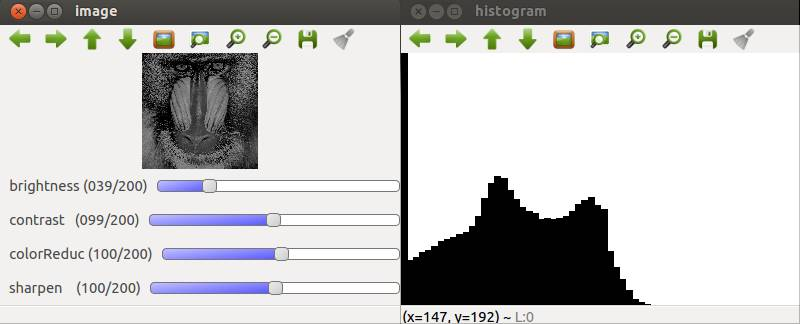 image
histogram
brightness (039/200)
contrast (099/200)
colorReduc (100/200)
sharpen (100/200)
(x=147, y=192) ~ L:0